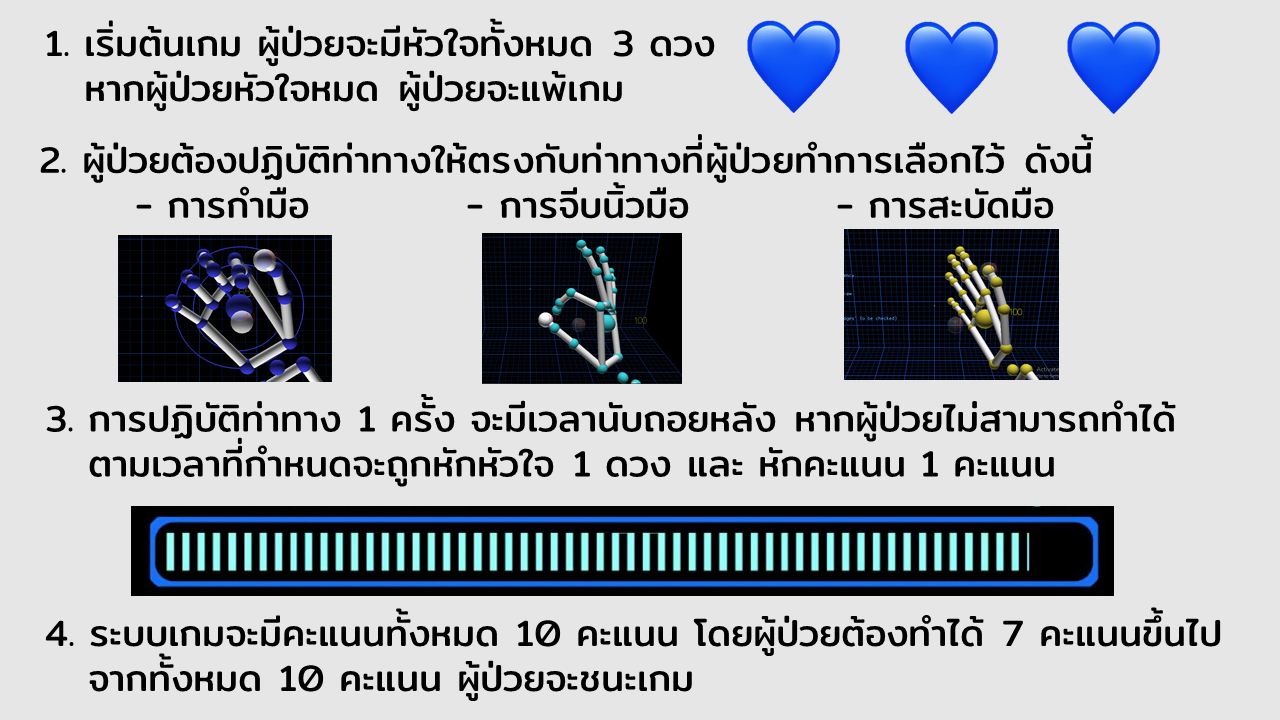 1. เริ่มต้นเกม ผู้ป่วยจะมีหัวใจทั้งหมด 3 ดวง
หากผู้ป่วยหัวใจหมด ผู้ป่วยจะแพ้เกม
2. ผู้ป่วยต้องปฏิบัติท่าทางให้ตรงกับท่าทางที่ผู้ป่วยทำการเลือกไว้ ดังนี้
- การกำมือ - การจีบนิ้วมือ - การสะบัดมือ
100
100
3. การปฏิบัติท่าทาง 1 ครั้ง จะมีเวลานับถอยหลัง หากผู้ป่วยไม่สามารถทำได้
ตามเวลาที่กำหนดจะถูกหักหัวใจ 1 ดวง และ หักคะแนน 1 คะแนน
4. ระบบเกมจะมีคะแนนทั้งหมด 10 คะแนน โดยผู้ป่วยต้องทำได้ 7 คะแนนขึ้นไป
จากทั้งหมด 10 คะแนน ผู้ป่วยจะชนะเกม